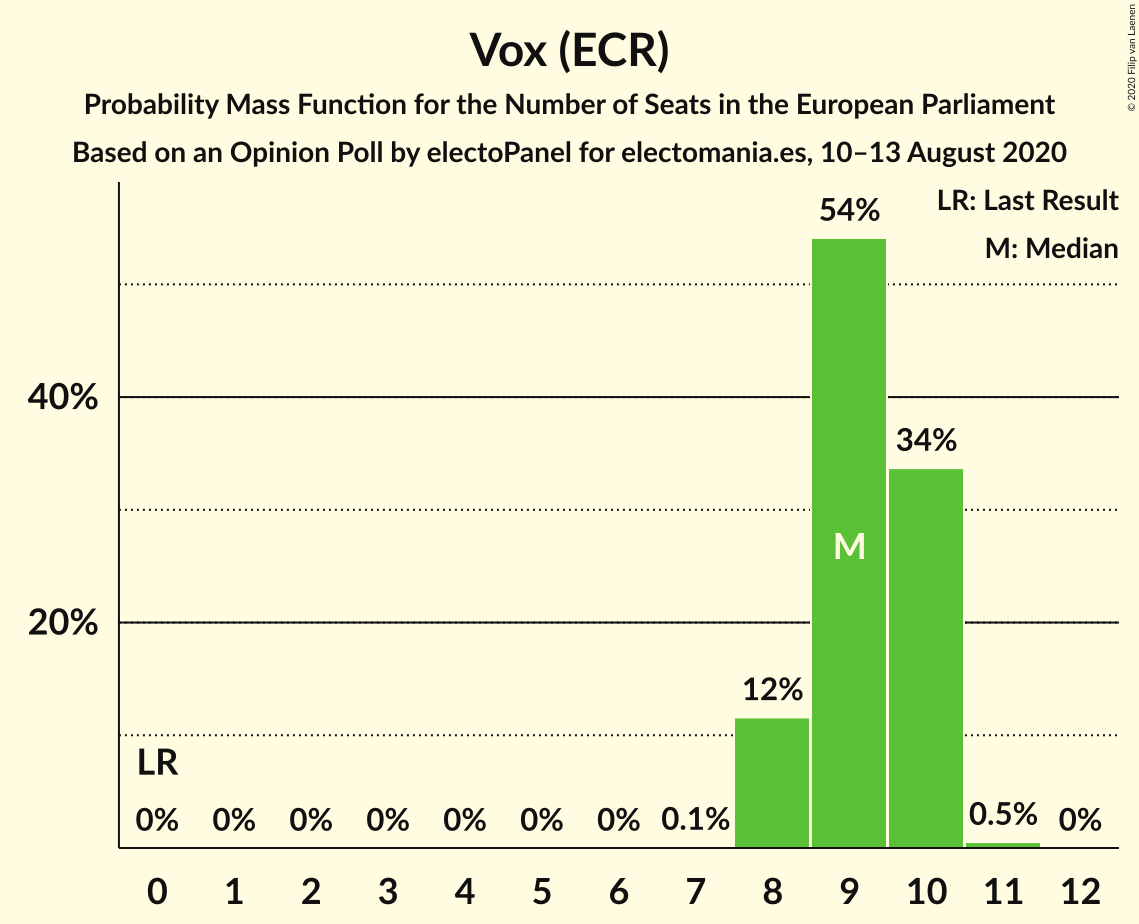 Vox (ECR)
Probability Mass Function for the Number of Seats in the European Parliament
Based on an Opinion Poll by electoPanel for electomania.es, 10–13 August 2020
© 2020 Filip van Laenen
LR: Last Result
M: Median
54%
40%
34%
M
20%
12%
LR
0% 0% 0% 0% 0% 0% 0% 0.1% 0.5% 0%
0 1 2 3 4 5 6 7 8 9 10 11 12